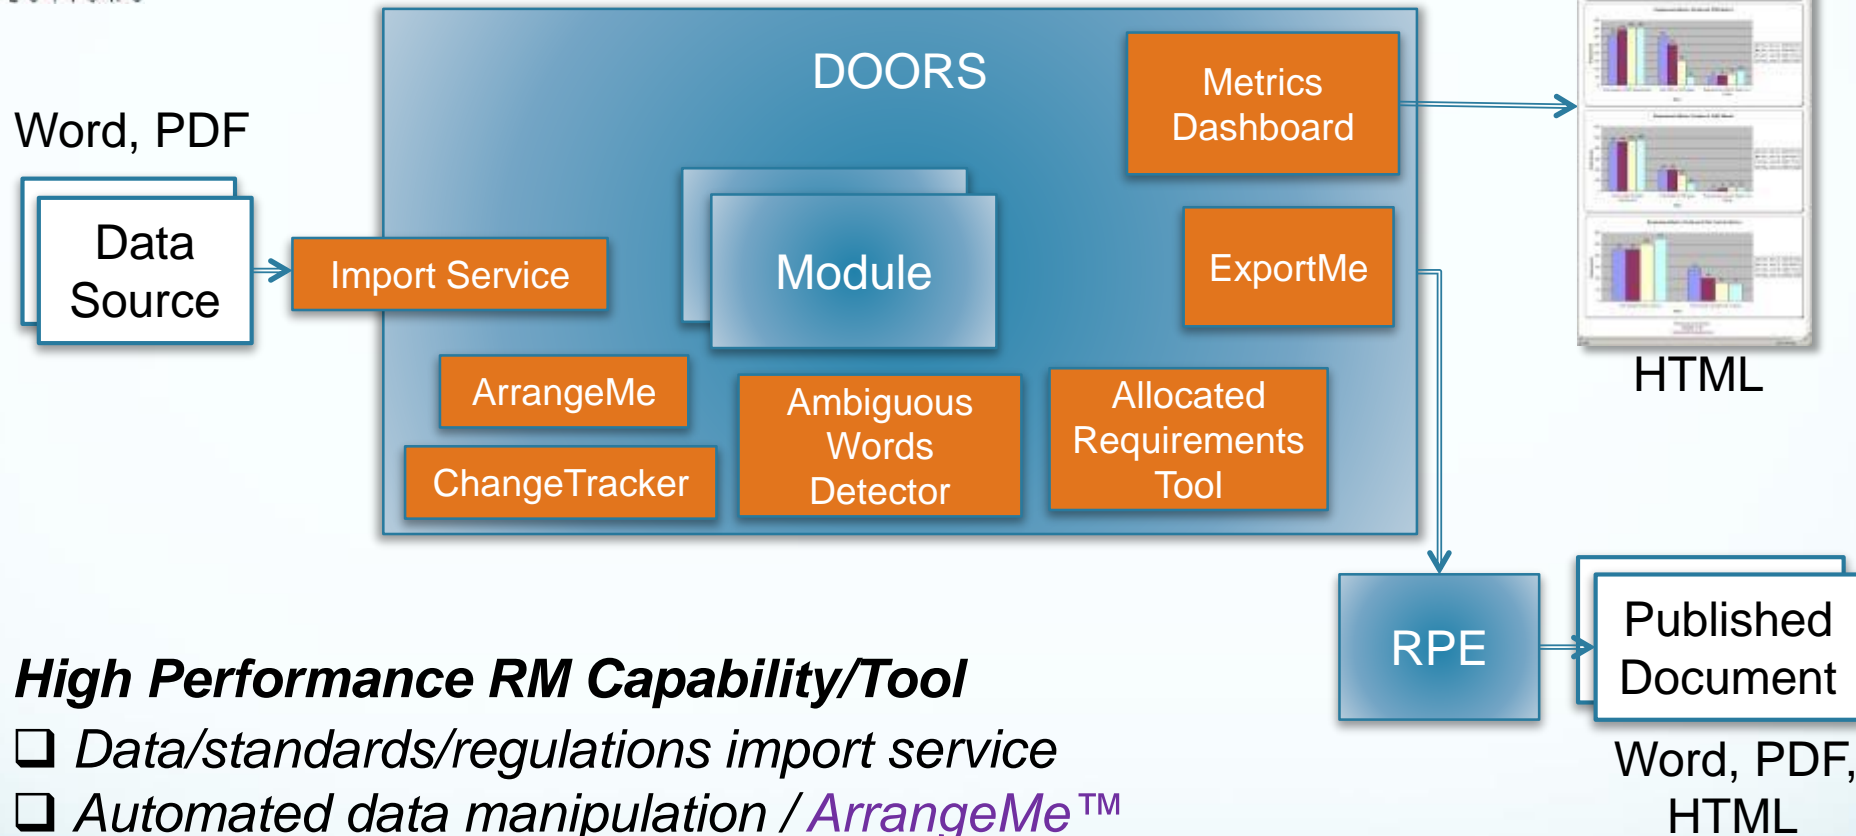 DOORS
Metrics
Dashboard
Word, PDF
Data
Source
Import Service
Module
ExportMe
ArrangeMe
ChangeTracker
Ambiguous
Words
Detector
Allocated
Requirements
Tool
HTML
RPE
Published
Document
Word, PDF,
HTML
High Performance RM Capability/Tool
Data/standards/regulations import service
Automated data manipulation / ArrangeMe™